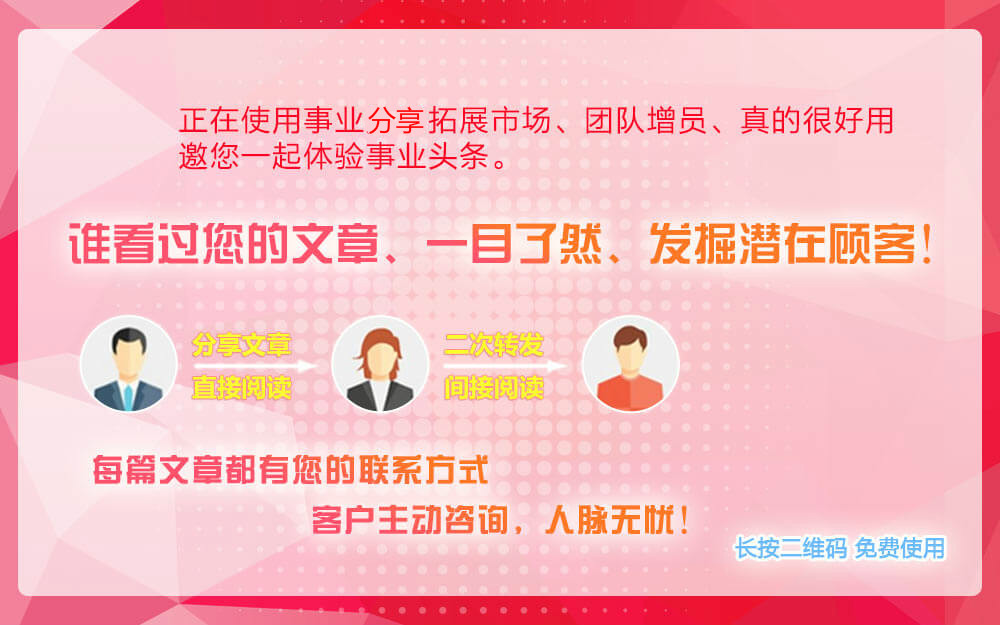 正在使用事业分享拓展市场、团队增员、真的很好用
邀您一起体验事业头条。
谁看过您的文章、一目了然、发掘潜在顾客!
分享文章
直接阅读
二次转发
间接阅读
每篇文章都有您的联系方式
客户主动咨询，人脉无忧!
长按二维码 免费使用